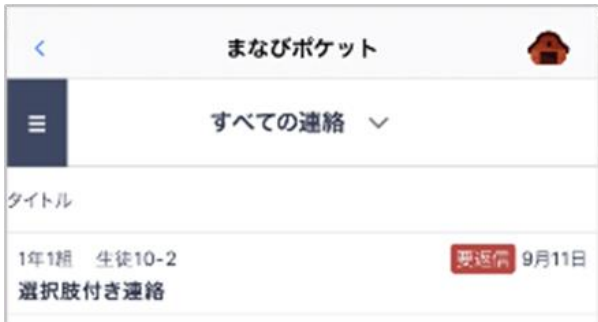 まなびポケット
すべての連絡
タイトル
1年1組 生徒10-2 要返信 9月11日
選択肢付き連絡